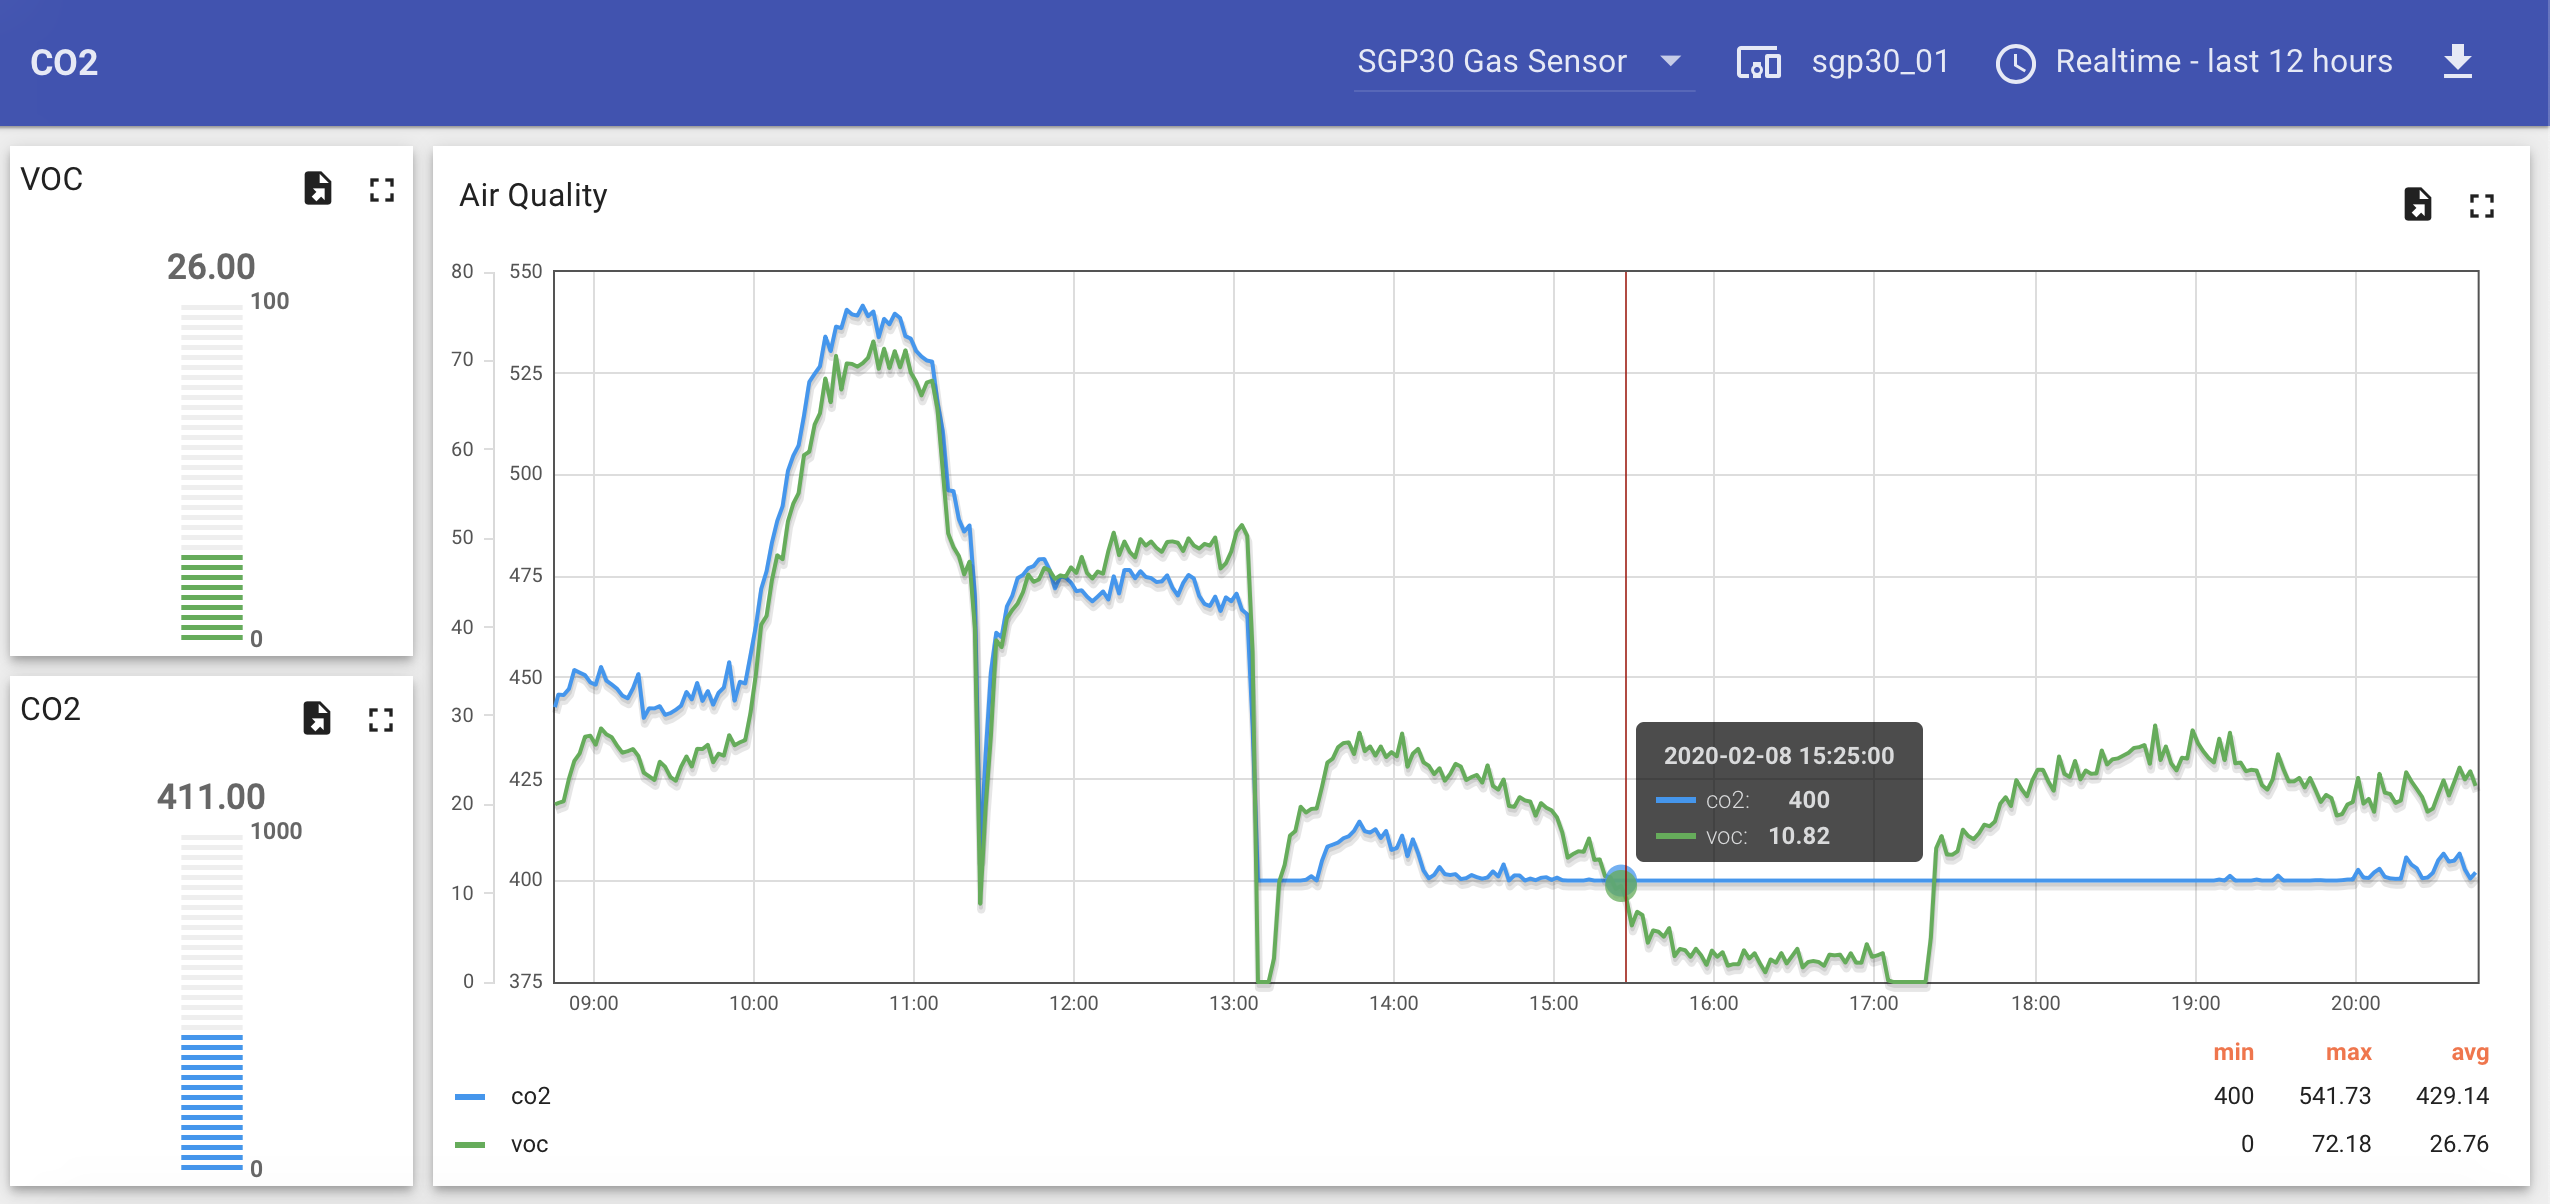 CO2
SGP30 Gas Sensor
sgp30_01
Realtime - last 12 hours
VOC
26.00
100
0
CO2
411.00
1000
0
Air Quality
80
70
60
50
40
30
20
10
0
550
525
500
475
450
425
400
375
2020-02-08 15:25:00
co2: 400
voc: 10.82
09:00 10:00 11:00 12:00 13:00 14:00 15:00 16:00 17:00 18:00 19:00 20:00
min max avg
co2 400 541.73 429.14
voc 0 72.18 26.76